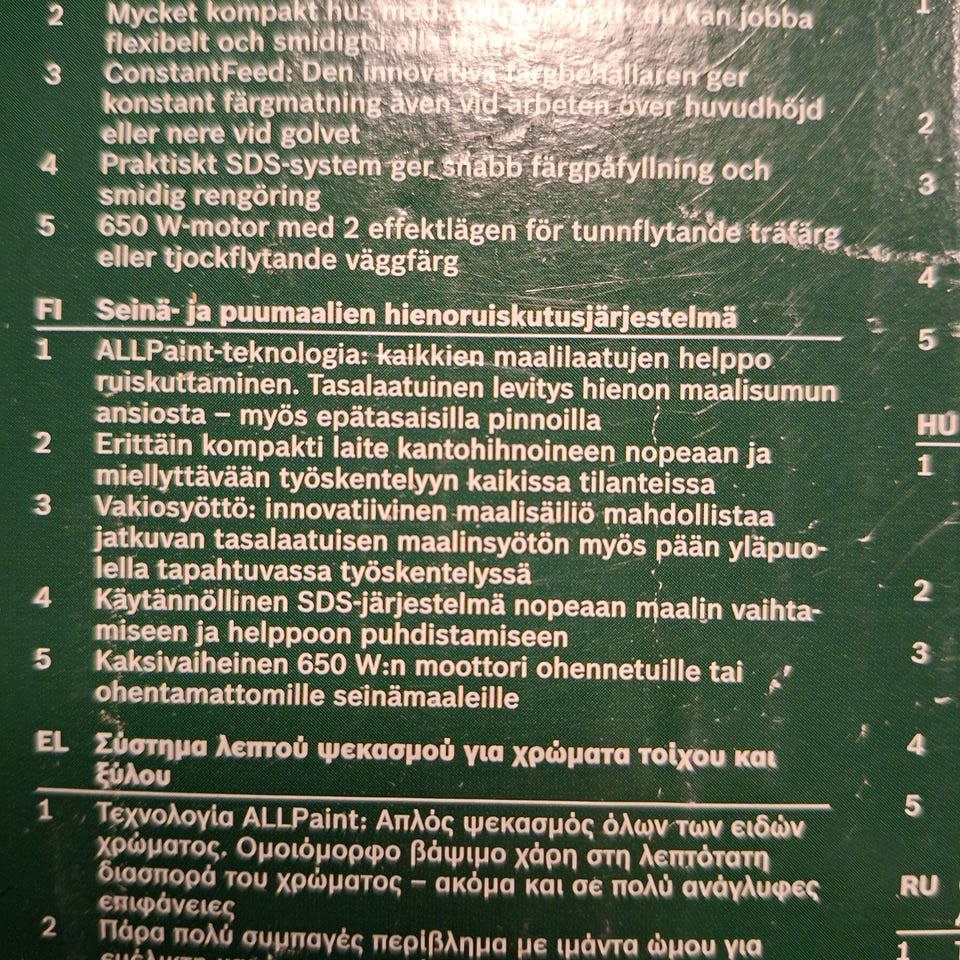 2 Mycket kompakt hus med du kan jobba
flexibelt och smidigt i alla
3 ConstantFeed: Den innovativa färgbehållaren ger
konstant färgmatning även vid arbeten över huvudhöjd
eller nere vid golvet
4 Praktiskt SDS-system ger snabb färgpåfyllning och
smidig rengöring
5 650 W-motor med 2 effektlägen för tunnflytande träfärg
eller tjockflytande väggfärg
FI Seinä- ja puumaalien hienoruiskutusjärjestelmä
1 ALLPaint-teknologia: kaikkien maalilaatujen helppo
ruiskuttaminen. Tasalaatuinen levitys hienon maalisumun
ansiosta – myös epätasaisilla pinnoilla
2 Erittäin kompakti laite kantohihnoineen nopeaan ja
miellyttävään työskentelyyn kaikissa tilanteissa
3 Vakiosyöttö: innovatiivinen maalisäiliö mahdollistaa
jatkuvan tasalaatuisen maalinsyötön myös pään yläpuo-
lella tapahtuvassa työskentelyssä
4 Käytännöllinen SDS-järjestelmä nopeaan maalin vaihta-
miseen ja helppoon puhdistamiseen
5 Kaksivaiheinen 650 W:n moottori ohennetuille tai
ohentamattomille seinämaaleille
EL Σύστημα λεπτού ψεκασμού για χρώματα τοίχου και
ξύλου
1 Τεχνολογία ALLPaint: Απλός ψεκασμός όλων των ειδών
χρώματος. Ομοιόμορφο βάψιμο χάρη στη λεπτότατη
διασπορά του χρώματος – ακόμα και σε πολύ ανάγλυφες
επιφάνειες
2 Πάρα πολύ συμπαγές περίβλημα με ιμάντα ώμου για
1
2
3
4
5
HU
1
2
3
4
5
RU
1